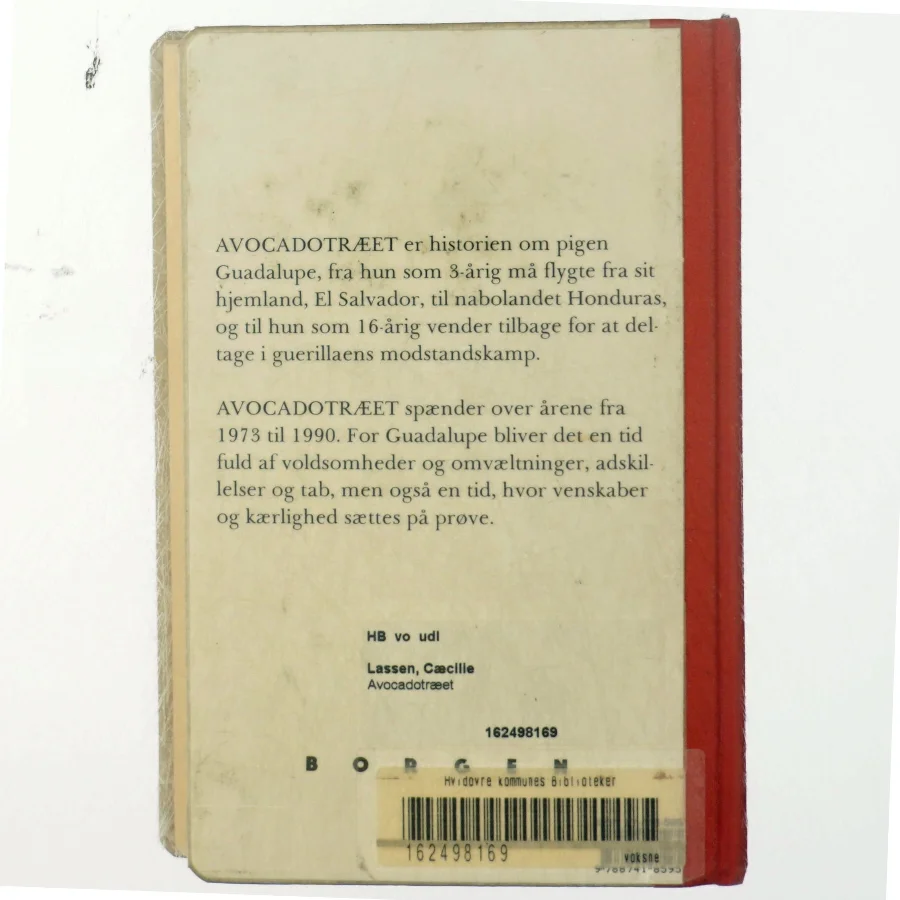 AVOCADOTRÆET er historien om pigen
Guadalupe, fra hun som 3-årig må flygte fra sit
hjemland, El Salvador, til nabolandet Honduras,
og til hun som 16-årig vender tilbage for at del-
tage i guerillaens modstandskamp.
AVOCADOTRÆET spænder over årene fra
1973 til 1990. For Guadalupe bliver det en tid
fuld af voldsomheder og omvæltninger, adskil-
lelser og tab, men også en tid, hvor venskaber
og kærlighed sættes på prøve.
HB vo udl
Lassen, Cæcilie
Avocadotræet
162498169
BORGEN
Hvidovre kommunes Biblioteker
162498169
voksne